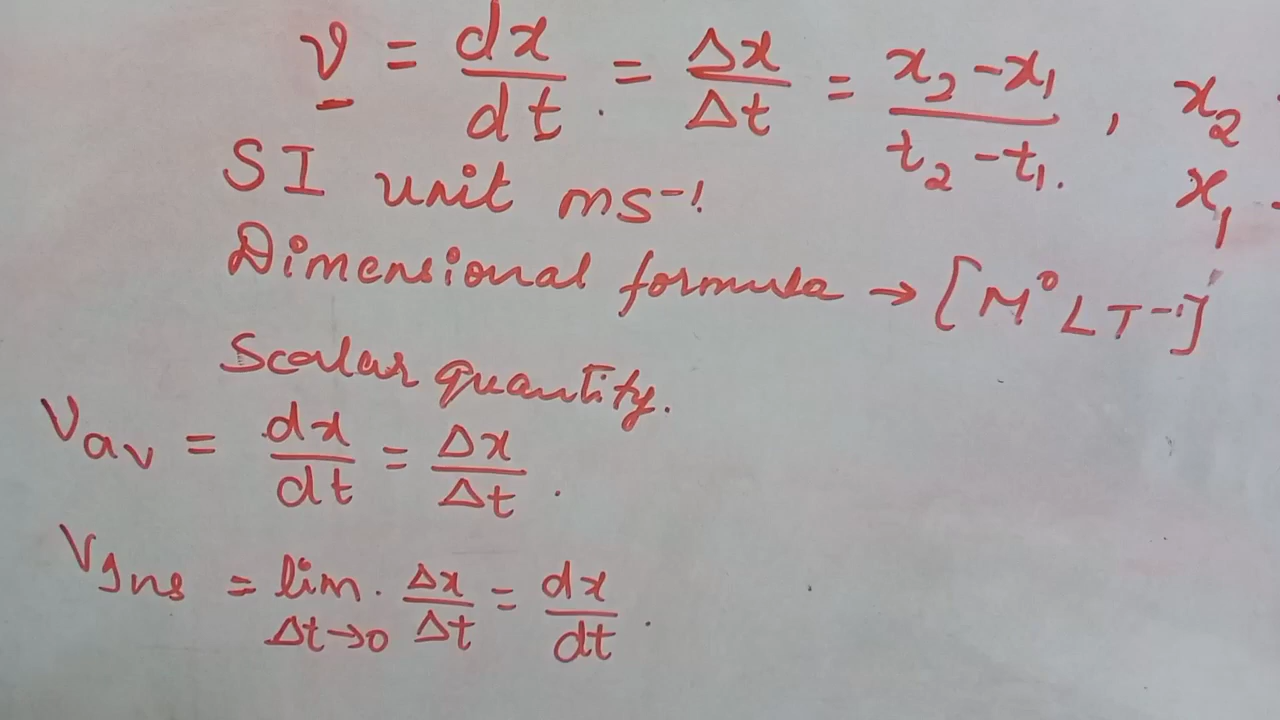 v = dx/dt. = Δx/Δt = x₂-x₁/t₂-t₁. , x₂ -
x₁ -
SI unit ms⁻¹
Dimensional formula → [M⁰LT⁻¹]
Scalar quantity.
Vav = dx/dt = Δx/Δt.
VIns = lim. Δt→0 Δx/Δt = dx/dt.